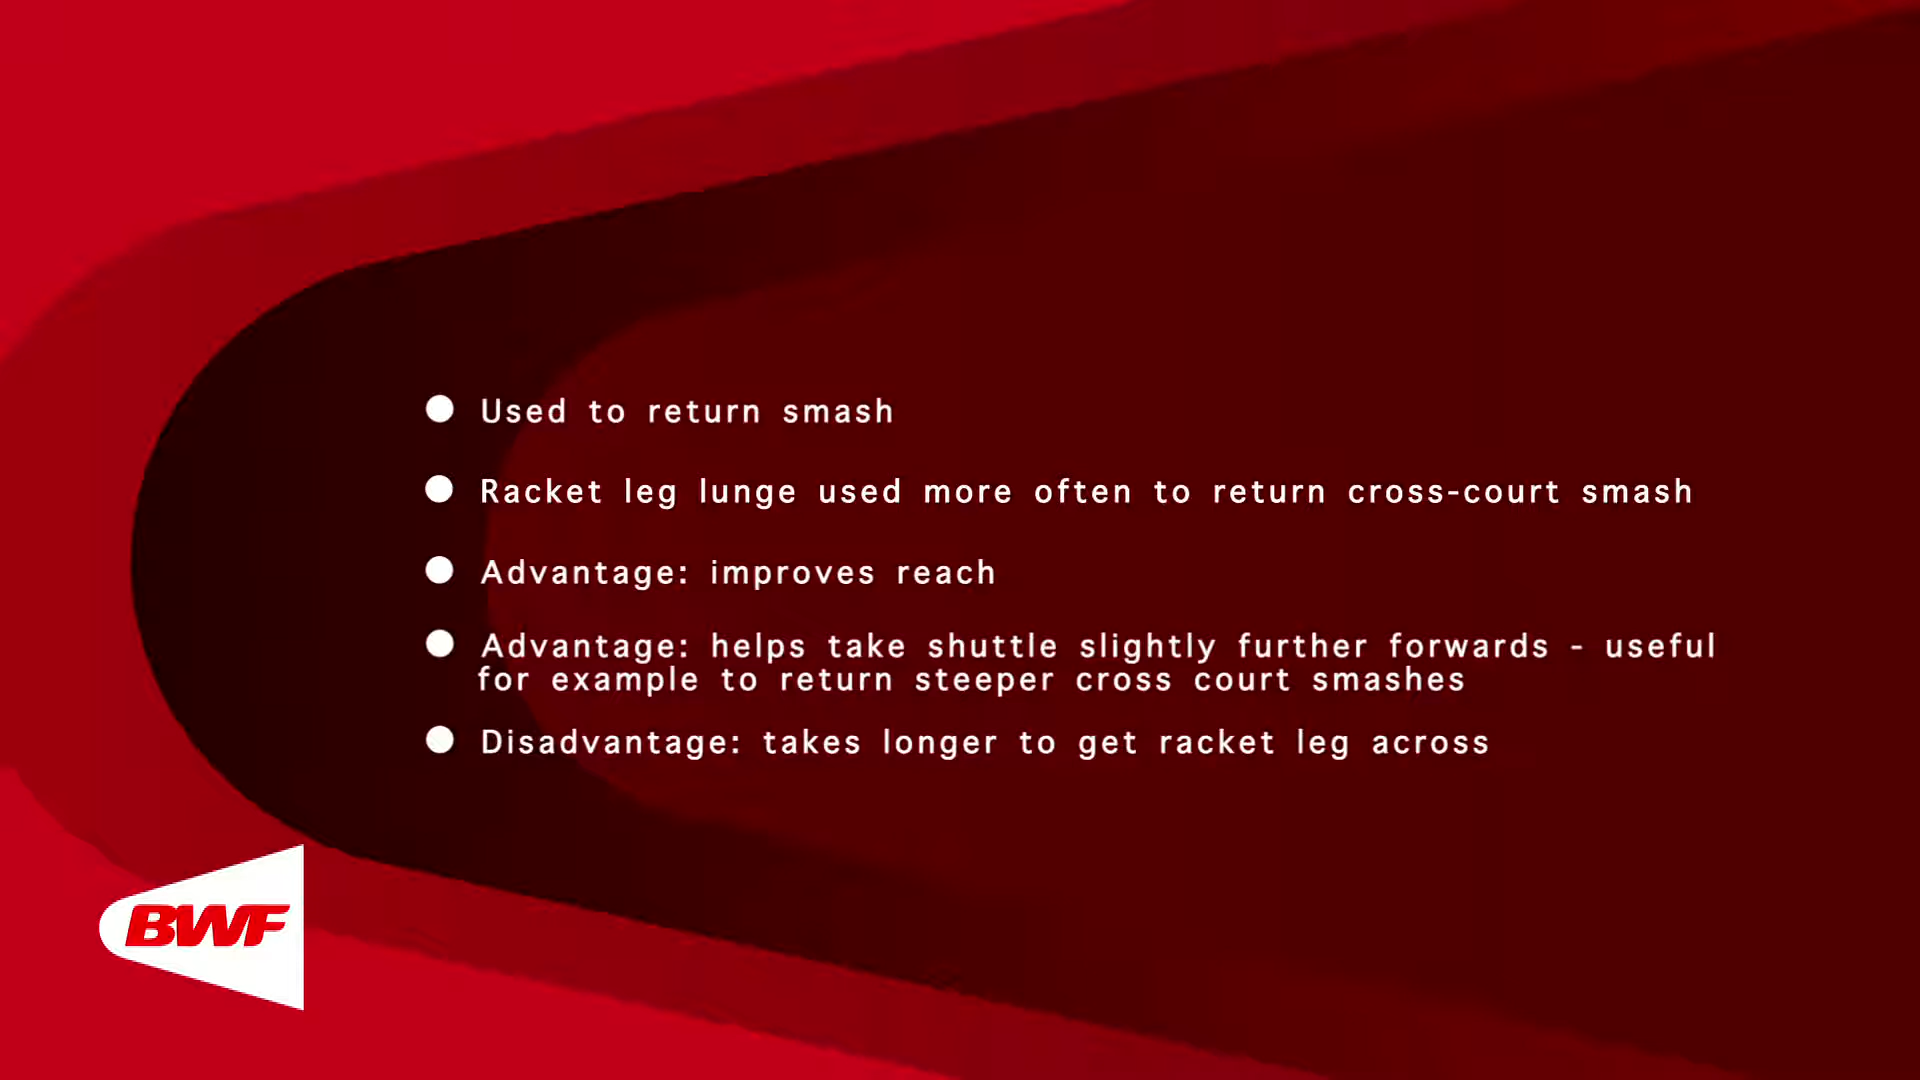 ● Used to return smash
● Racket leg lunge used more often to return cross-court smash
● Advantage: improves reach
● Advantage: helps take shuttle slightly further forwards - useful
for example to return steeper cross court smashes
● Disadvantage: takes longer to get racket leg across
BWF